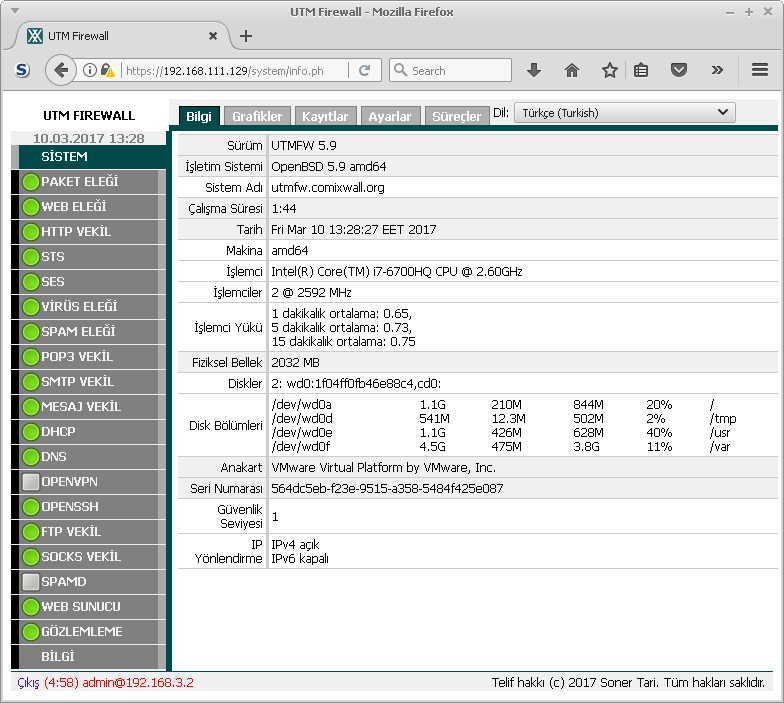 UTM Firewall - Mozilla Firefox
UTM Firewall
https://192.168.111.129/system/info.ph
Search
UTM FIREWALL
10.03.2017 13:28
SİSTEM
PAKET ELEĞİ
WEB ELEĞİ
HTTP VEKİL
STS
SES
VİRÜS ELEĞİ
SPAM ELEĞİ
POP3 VEKİL
SMTP VEKİL
MESAJ VEKİL
DHCP
DNS
OPENVPN
OPENSSH
FTP VEKİL
SOCKS VEKİL
SPAMD
WEB SUNUCU
GÖZLEMLEME
BİLGİ
Bilgi Grafikler Kayıtlar Ayarlar Süreçler Dil: Türkçe (Turkish)
Sürüm UTMFW 5.9
İşletim Sistemi OpenBSD 5.9 amd64
Sistem Adı utmfw.comixwall.org
Çalışma Süresi 1:44
Tarih Fri Mar 10 13:28:27 EET 2017
Makina amd64
İşlemci Intel(R) Core(TM) i7-6700HQ CPU @ 2.60GHz
İşlemciler 2 @ 2592 MHz
İşlemci Yükü
1 dakikalık ortalama: 0.65,
5 dakikalık ortalama: 0.73,
15 dakikalık ortalama: 0.75
Fiziksel Bellek 2032 MB
Diskler 2: wd0:1f04ff0fb46e88c4,cd0:
Disk Bölümleri
/dev/wd0a 1.1G 210M 844M 20% /
/dev/wd0d 541M 12.3M 502M 2% /tmp
/dev/wd0e 1.1G 426M 628M 40% /usr
/dev/wd0f 4.5G 475M 3.8G 11% /var
Anakart VMware Virtual Platform by VMware, Inc.
Seri Numarası 564dc5eb-f23e-9515-a358-5484f425e087
Güvenlik
Seviyesi
1
IP
Yönlendirme
IPv4 açık
IPv6 kapalı
Çıkış (4:58) admin@192.168.3.2
Telif hakkı (c) 2017 Soner Tari. Tüm hakları saklıdır.